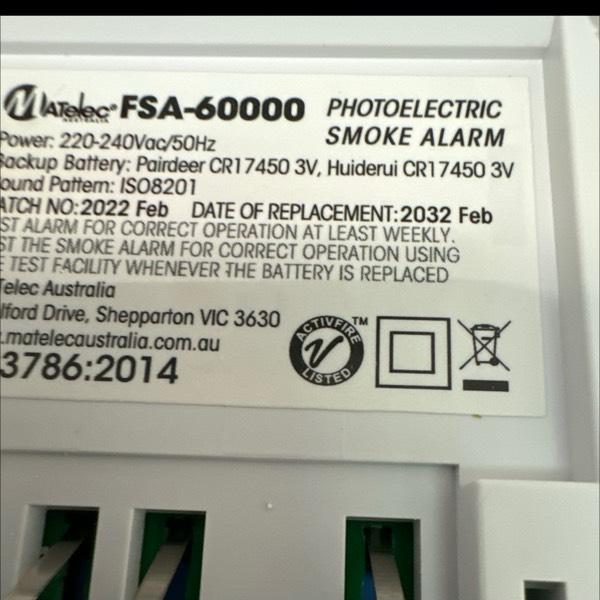 MATelec AUSTRALIA FSA-60000 PHOTOELECTRIC
SMOKE ALARM
Power: 220-240Vac/50Hz
Backup Battery: Pairdeer CR17450 3V, Huiderui CR17450 3V
ound Pattern: ISO8201
ATCH NO:2022 Feb DATE OF REPLACEMENT:2032 Feb
ST ALARM FOR CORRECT OPERATION AT LEAST WEEKLY.
ST THE SMOKE ALARM FOR CORRECT OPERATION USING
E TEST FACILITY WHENEVER THE BATTERY IS REPLACED
Telec Australia
lford Drive, Shepparton VIC 3630
.matelecaustralia.com.au
3786:2014
ACTIVFIRE TM
LISTED